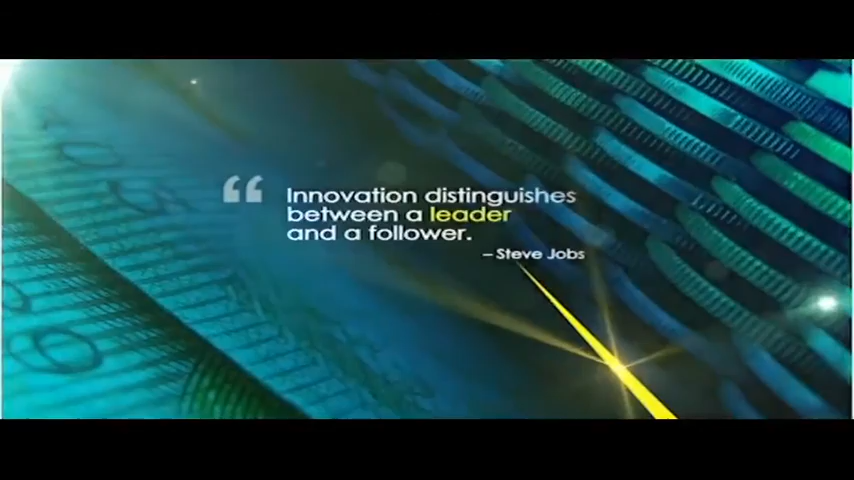 “ Innovation distinguishes
between a leader
and a follower.
– Steve Jobs